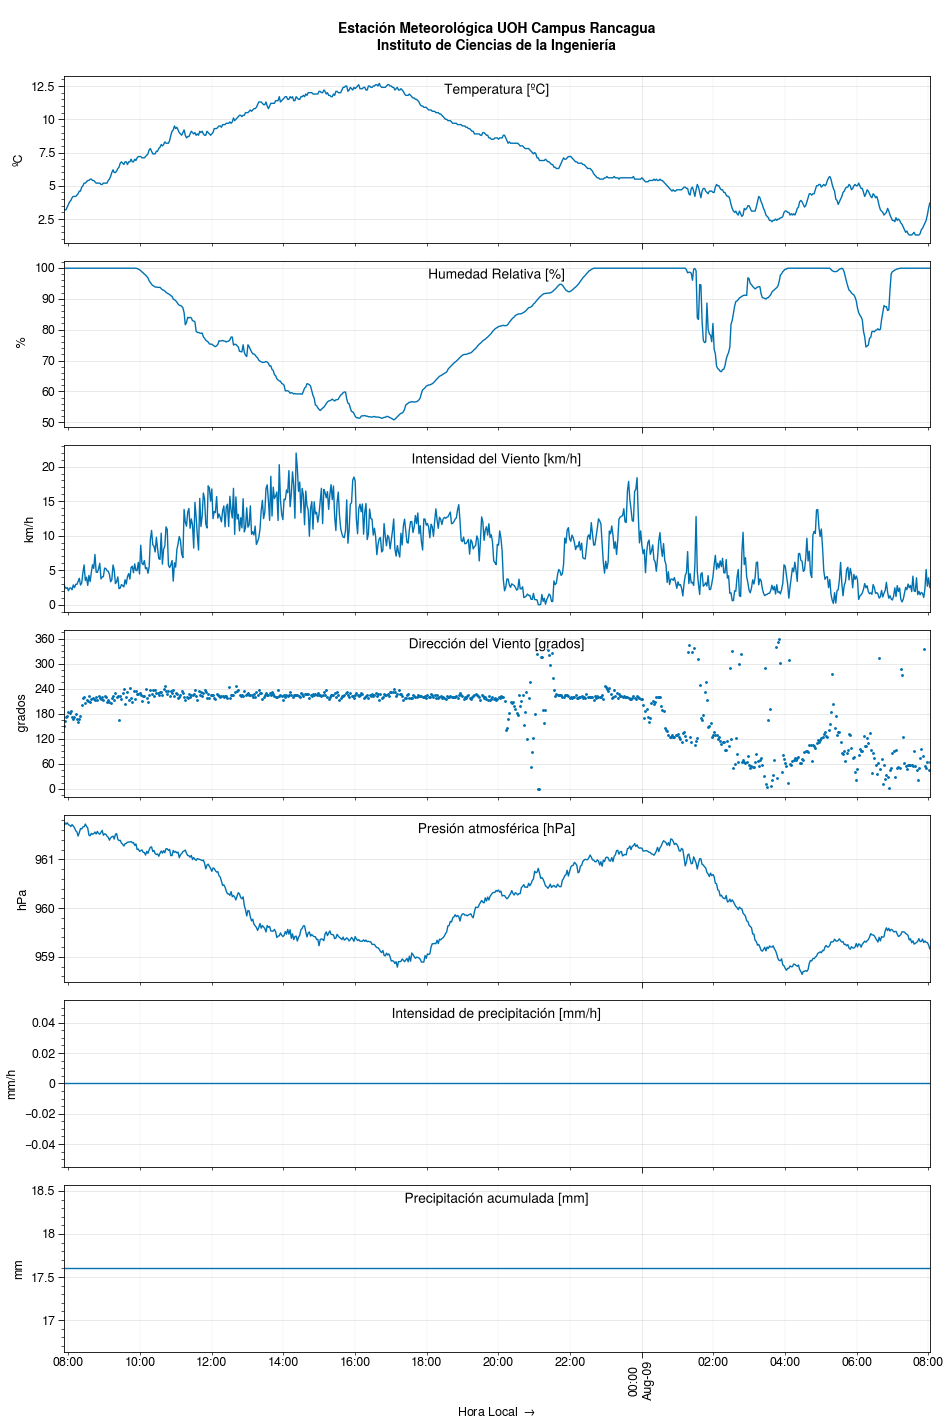 Estación Meteorológica UOH Campus Rancagua
Instituto de Ciencias de la Ingeniería
Temperatura [ºC]
ºC
12.5
10
7.5
5
2.5
Humedad Relativa [%]
%
100
90
80
70
60
50
Intensidad del Viento [km/h]
km/h
20
15
10
5
0
Dirección del Viento [grados]
grados
360
300
240
180
120
60
0
Presión atmosférica [hPa]
hPa
961
960
959
Intensidad de precipitación [mm/h]
mm/h
0.04
0.02
0
−0.02
−0.04
Precipitación acumulada [mm]
mm
18.5
18
17.5
17
08:00 10:00 12:00 14:00 16:00 18:00 20:00 22:00 00:00 02:00 04:00 06:00 08:00
Aug-09
Hora Local →